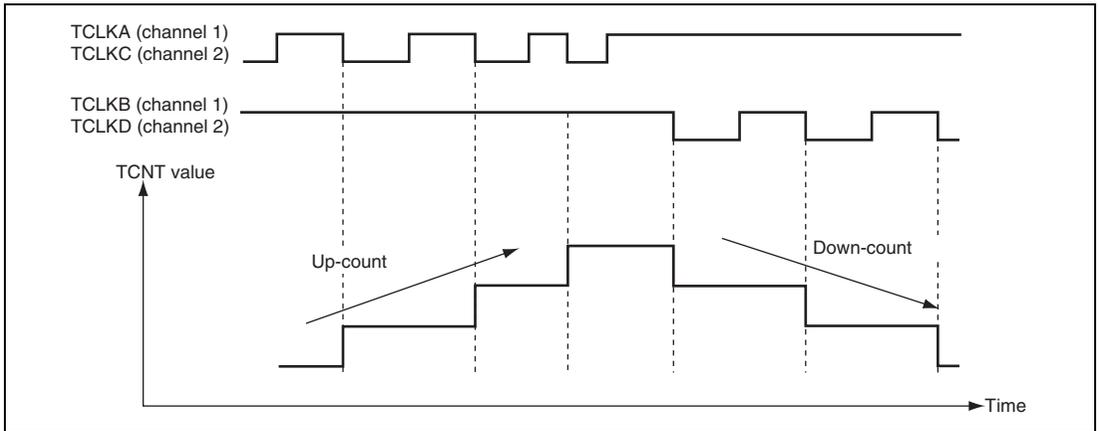 TCLKA (channel 1)
TCLKC (channel 2)
TCLKB (channel 1)
TCLKD (channel 2)
TCNT value
Up-count
Down-count
Time